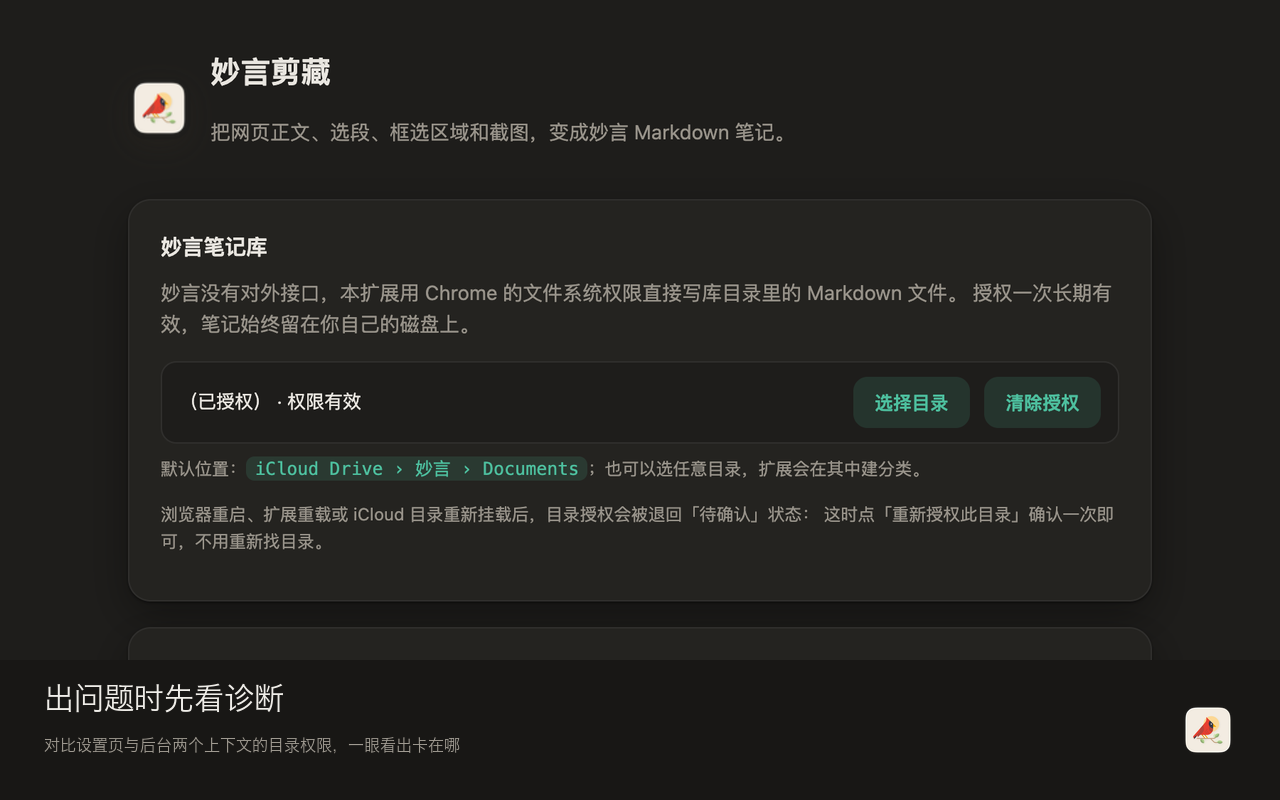 妙言剪藏
把网页正文、选段、框选区域和截图，变成妙言 Markdown 笔记。
妙言笔记库
妙言没有对外接口，本扩展用 Chrome 的文件系统权限直接写库目录里的 Markdown 文件。 授权一次长期有
效，笔记始终留在你自己的磁盘上。
（已授权） · 权限有效
选择目录
清除授权
默认位置： iCloud Drive › 妙言 › Documents ；也可以选任意目录，扩展会在其中建分类。
浏览器重启、扩展重载或 iCloud 目录重新挂载后，目录授权会被退回「待确认」状态： 这时点「重新授权此目录」确认一次即
可，不用重新找目录。
出问题时先看诊断
对比设置页与后台两个上下文的目录权限，一眼看出卡在哪